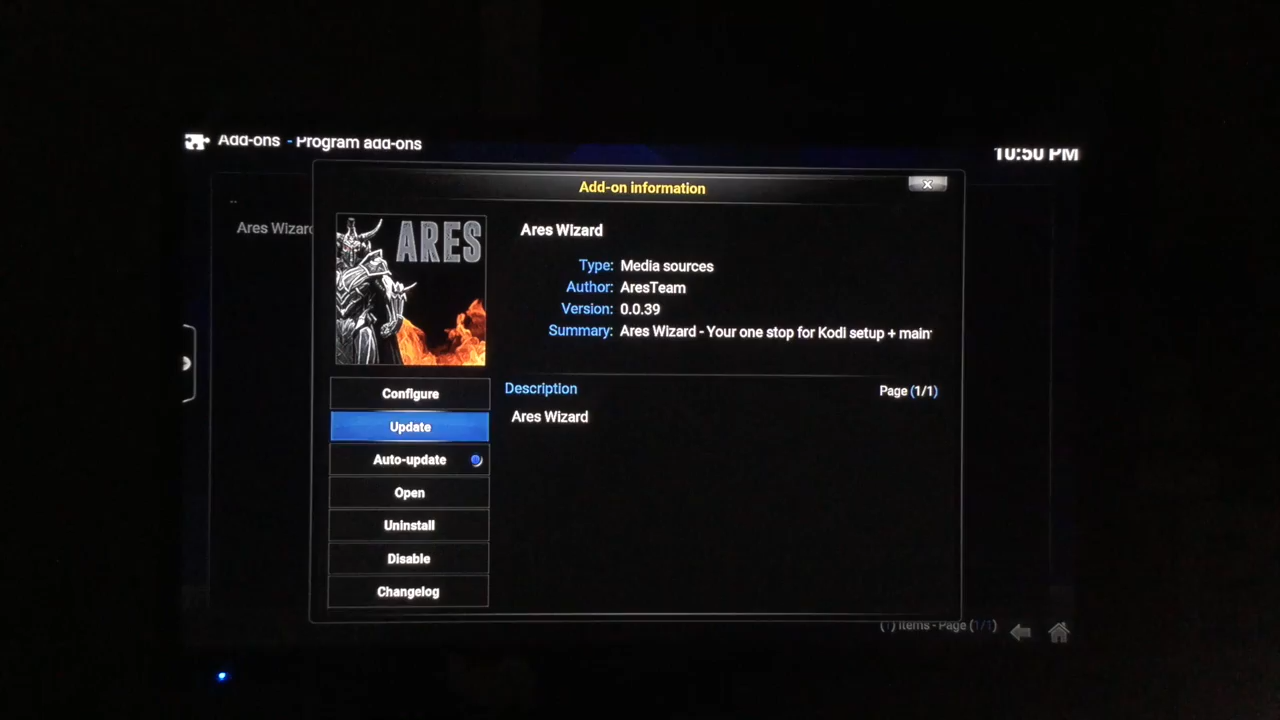 Add-ons - Program add-ons
10:50 PM
Add-on information
x
..
Ares Wizard
ARES
Ares Wizard
Type: Media sources
Author: AresTeam
Version: 0.0.39
Summary: Ares Wizard - Your one stop for Kodi setup + main
Configure
Update
Auto-update
Open
Uninstall
Disable
Changelog
Description
Page (1/1)
Ares Wizard
(1) Items - Page (1/1)